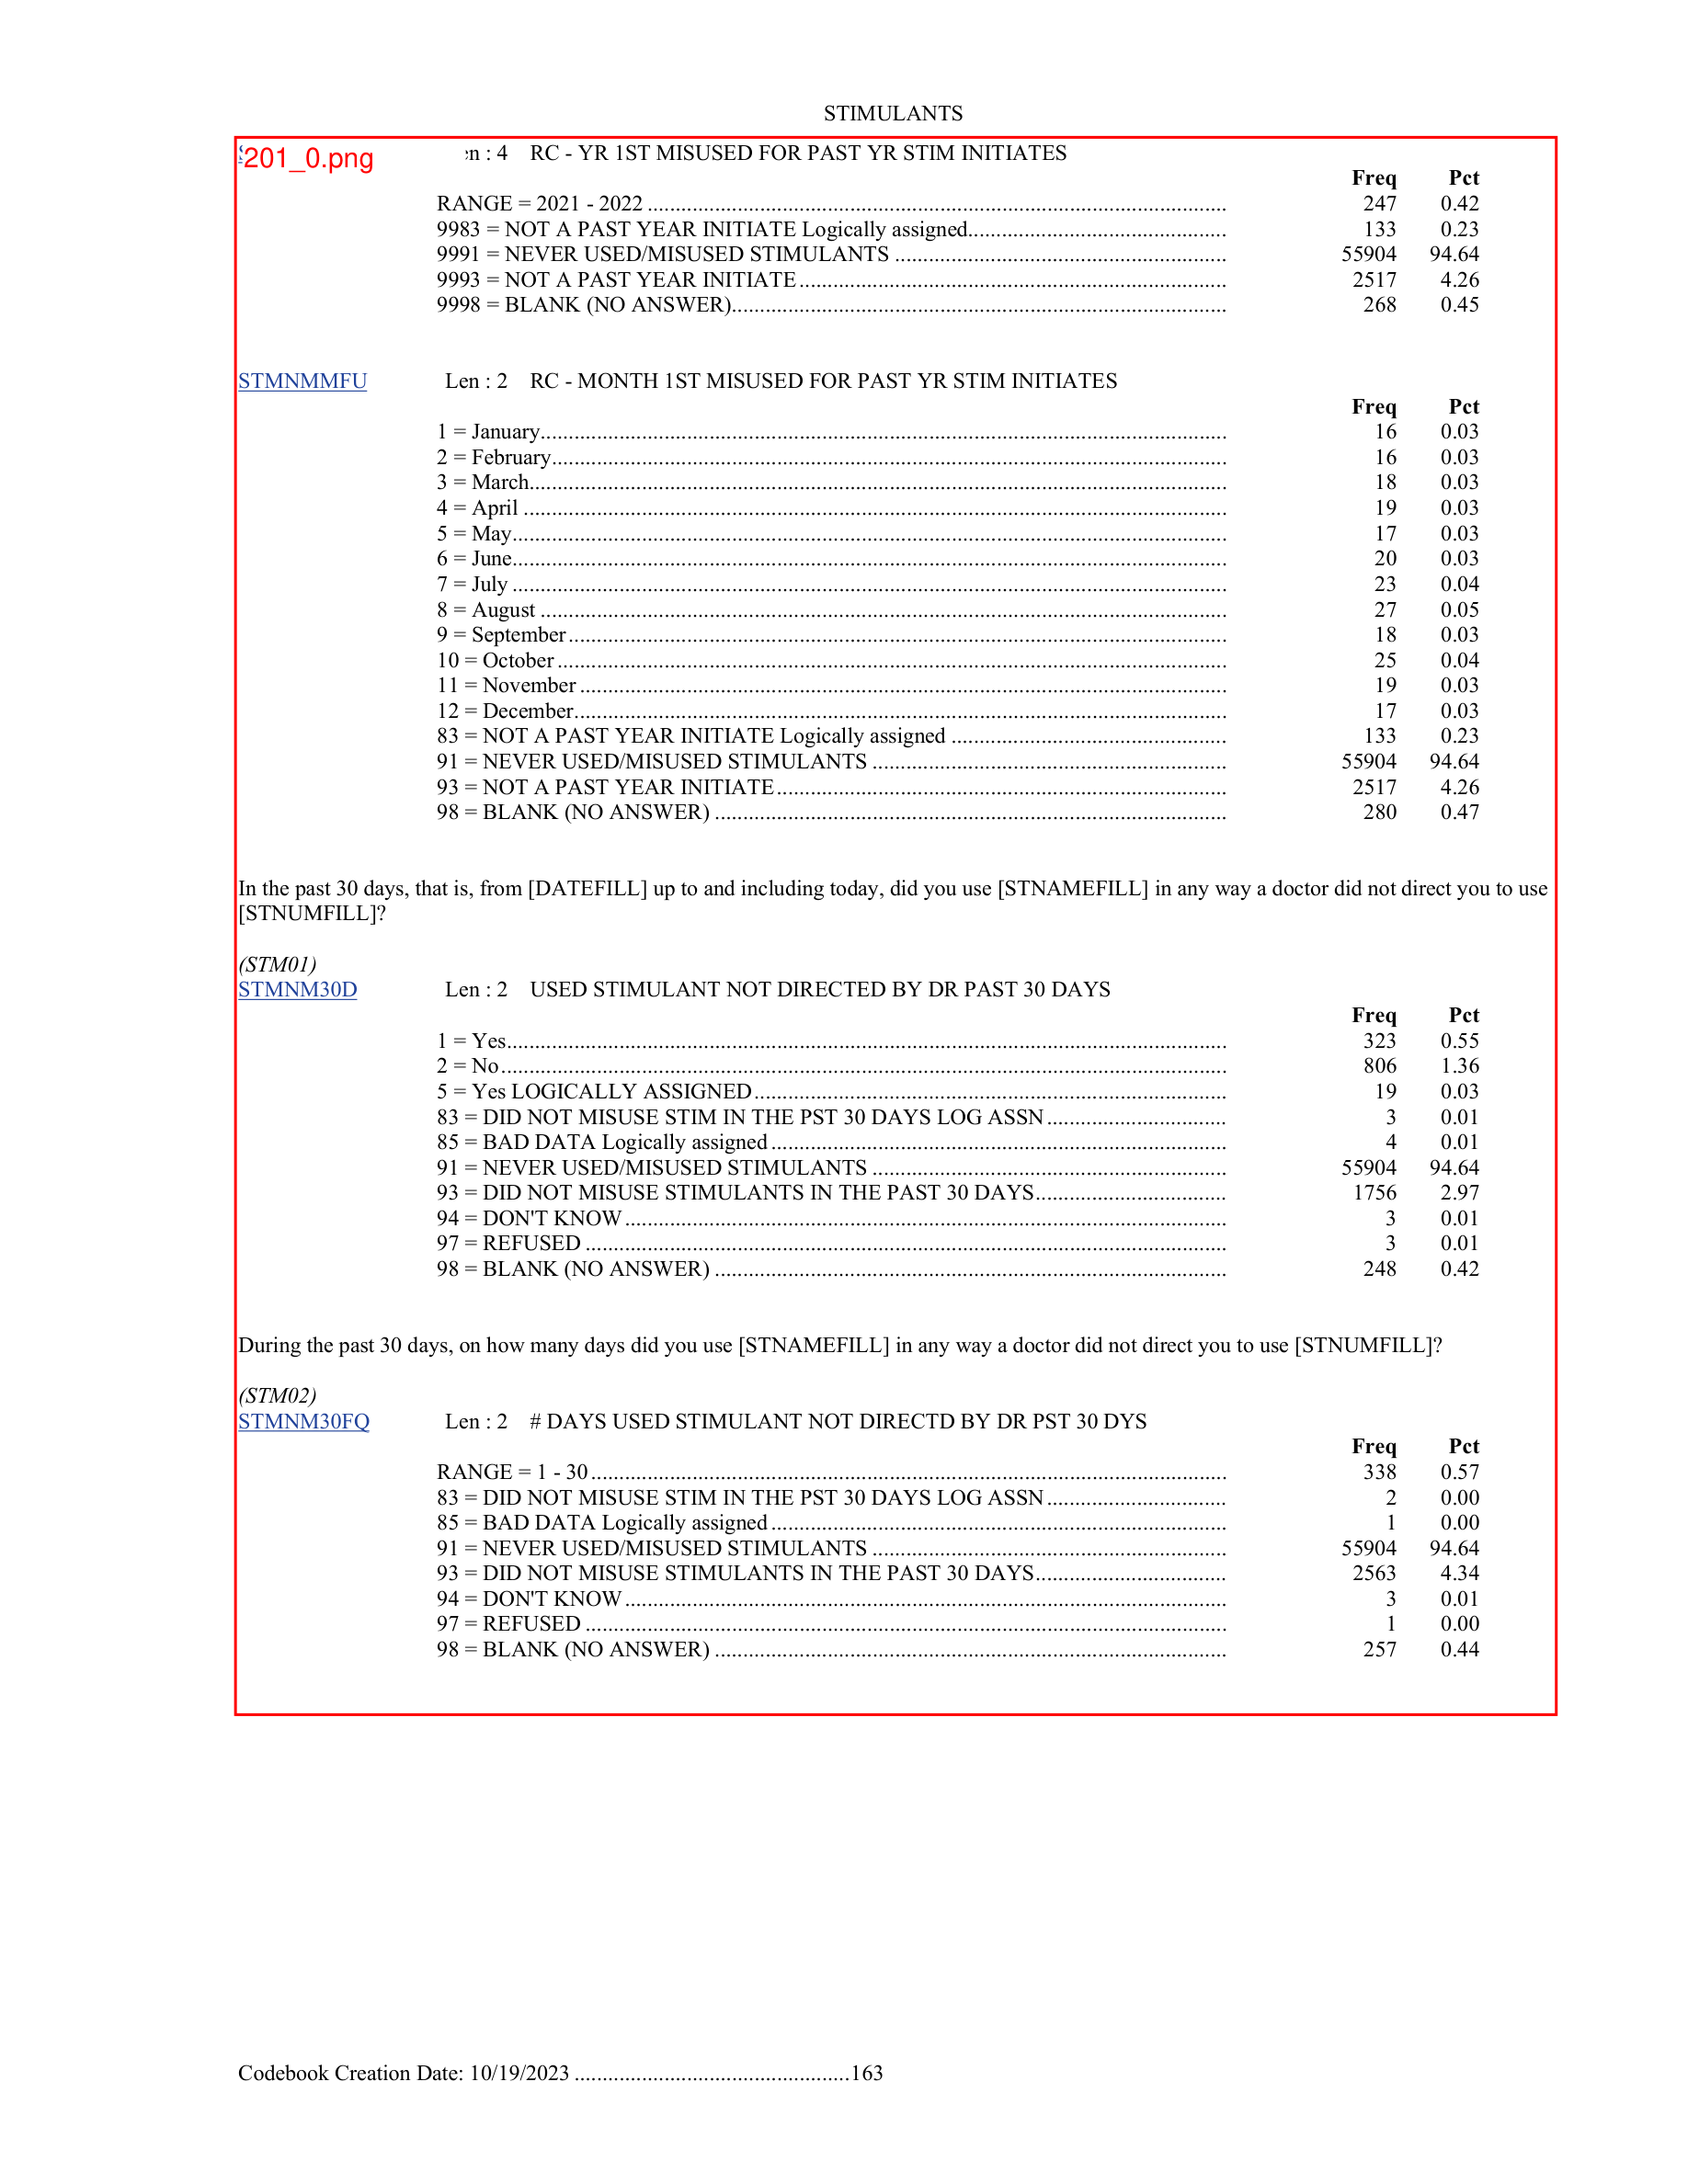 STIMULANTS
201_0.png : 4 RC - YR 1ST MISUSED FOR PAST YR STIM INITIATES
Freq Pct
RANGE = 2021 - 2022 247 0.42
9983 = NOT A PAST YEAR INITIATE Logically assigned 133 0.23
9991 = NEVER USED/MISUSED STIMULANTS 55904 94.64
9993 = NOT A PAST YEAR INITIATE 2517 4.26
9998 = BLANK (NO ANSWER) 268 0.45
STMNMMFU Len : 2 RC - MONTH 1ST MISUSED FOR PAST YR STIM INITIATES
Freq Pct
1 = January 16 0.03
2 = February 16 0.03
3 = March 18 0.03
4 = April 19 0.03
5 = May 17 0.03
6 = June 20 0.03
7 = July 23 0.04
8 = August 27 0.05
9 = September 18 0.03
10 = October 25 0.04
11 = November 19 0.03
12 = December 17 0.03
83 = NOT A PAST YEAR INITIATE Logically assigned 133 0.23
91 = NEVER USED/MISUSED STIMULANTS 55904 94.64
93 = NOT A PAST YEAR INITIATE 2517 4.26
98 = BLANK (NO ANSWER) 280 0.47
In the past 30 days, that is, from [DATEFILL] up to and including today, did you use [STNAMEFILL] in any way a doctor did not direct you to use
[STNUMFILL]?
(STM01)
STMNM30D Len : 2 USED STIMULANT NOT DIRECTED BY DR PAST 30 DAYS
Freq Pct
1 = Yes 323 0.55
2 = No 806 1.36
5 = Yes LOGICALLY ASSIGNED 19 0.03
83 = DID NOT MISUSE STIM IN THE PST 30 DAYS LOG ASSN 3 0.01
85 = BAD DATA Logically assigned 4 0.01
91 = NEVER USED/MISUSED STIMULANTS 55904 94.64
93 = DID NOT MISUSE STIMULANTS IN THE PAST 30 DAYS 1756 2.97
94 = DON'T KNOW 3 0.01
97 = REFUSED 3 0.01
98 = BLANK (NO ANSWER) 248 0.42
During the past 30 days, on how many days did you use [STNAMEFILL] in any way a doctor did not direct you to use [STNUMFILL]?
(STM02)
STMNM30FQ Len : 2 # DAYS USED STIMULANT NOT DIRECTD BY DR PST 30 DYS
Freq Pct
RANGE = 1 - 30 338 0.57
83 = DID NOT MISUSE STIM IN THE PST 30 DAYS LOG ASSN 2 0.00
85 = BAD DATA Logically assigned 1 0.00
91 = NEVER USED/MISUSED STIMULANTS 55904 94.64
93 = DID NOT MISUSE STIMULANTS IN THE PAST 30 DAYS 2563 4.34
94 = DON'T KNOW 3 0.01
97 = REFUSED 1 0.00
98 = BLANK (NO ANSWER) 257 0.44
Codebook Creation Date: 10/19/2023 163